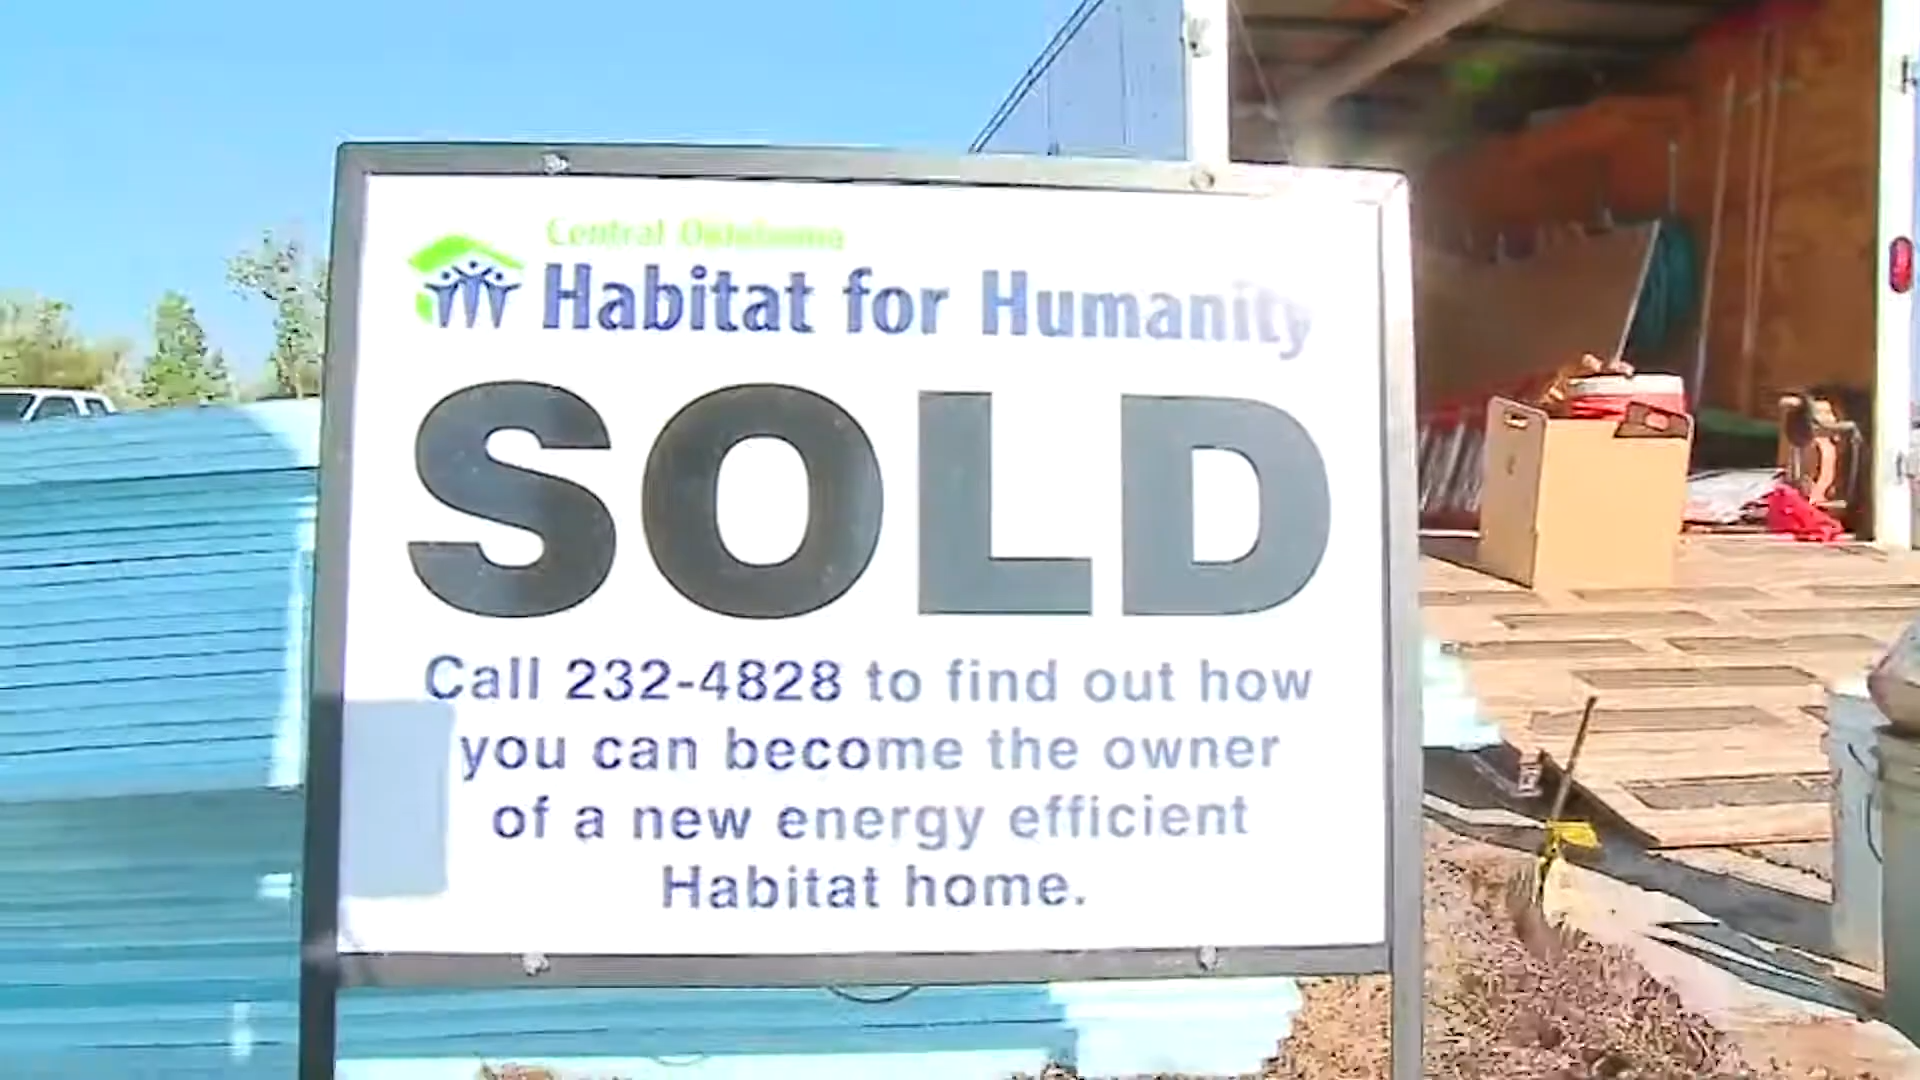 Central Oklahoma
Habitat for Humanity
SOLD
Call 232-4828 to find out how
you can become the owner
of a new energy efficient
Habitat home.